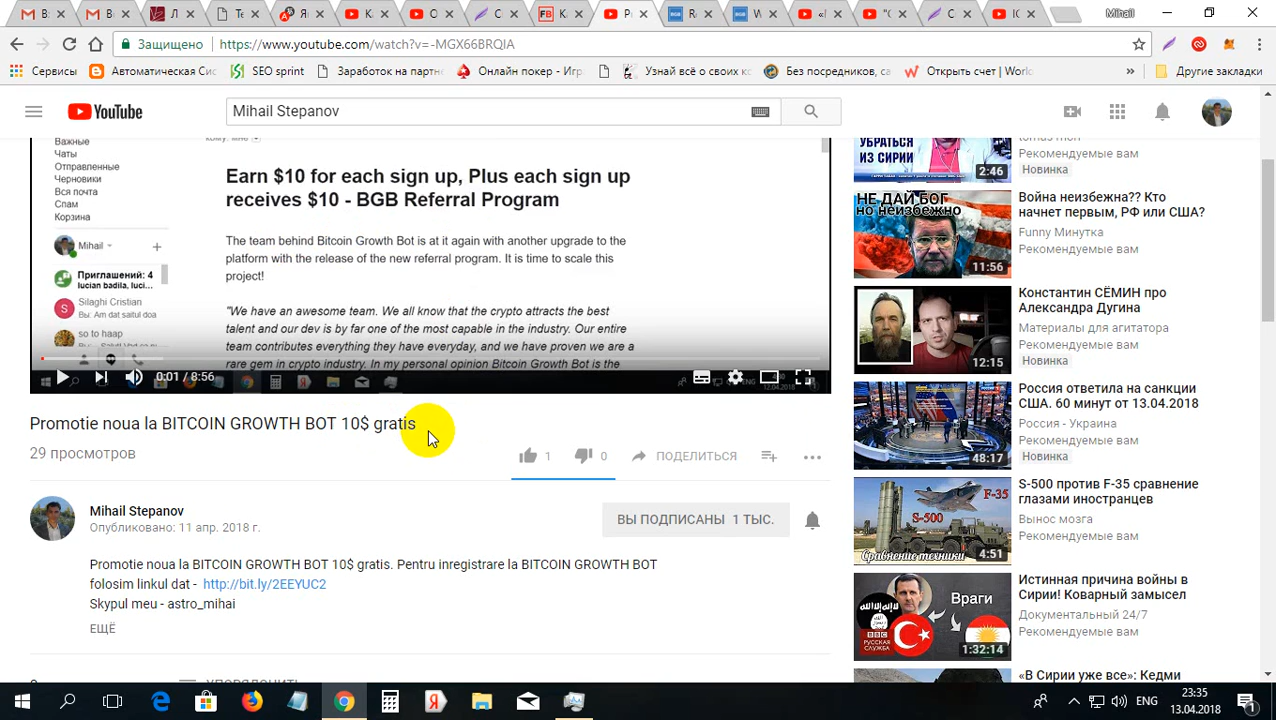 Mihail
Защищено
https://www.youtube.com/watch?v=-MGX66BRQIA
Сервисы
Автоматическая Сис
SEO sprint
Заработок на партне
Онлайн покер - Игр
Узнай всё о своих ко
Без посредников, са
Открыть счет |Worl
»
Другие закладки
YouTube
Mihail Stepanov
Важные
Чаты
Отправленные
Черновики
Вся почта
Спам
Корзина
Mihail
Приглашений: 4
lucian badila, luci...
Silaghi Cristian
Вы: Am dat saitul doa
so to haap
Earn $10 for each sign up, Plus each sign up
receives $10 - BGB Referral Program
The team behind Bitcoin Growth Bot is at it again with another upgrade to the
platform with the release of the new referral program. It is time to scale this
project!
"We have an awesome team. We all know that the crypto attracts the best
talent and our dev is by far one of the most capable in the industry. Our entire
team contributes everything they have everyday, and we have proven we are a
rare gem in crypto industry. In my personal opinion Bitcoin Growth Bot is the
0:01 / 8:56
Promotie noua la BITCOIN GROWTH BOT 10$ gratis
29 просмотров
1
0
ПОДЕЛИТЬСЯ
Mihail Stepanov
Опубликовано: 11 апр. 2018 г.
ВЫ ПОДПИСАНЫ 1 ТЫС.
Promotie noua la BITCOIN GROWTH BOT 10$ gratis. Pentru inregistrare la BITCOIN GROWTH BOT
folosim linkul dat - http://bit.ly/2EEYUC2
Skypul meu - astro_mihai
ЕЩЁ
УПОРЯДОЧИТЬ
УБРАТЬСЯ
ИЗ СИРИИ
2:46
Рекомендуемые вам
Новинка
НЕ ДАЙ БОГ
но неизбежно
11:56
Война неизбежна?? Кто
начнет первым, РФ или США?
Funny Минутка
Рекомендуемые вам
12:15
Константин СЁМИН про
Александра Дугина
Материалы для агитатора
Новинка
48:17
Россия ответила на санкции
США. 60 минут от 13.04.2018
Россия - Украина
Рекомендуемые вам
Новинка
F-35
S-500
Сравнение техники
4:51
S-500 против F-35 сравнение
глазами иностранцев
Вынос мозга
Рекомендуемые вам
Враги
BBC
РУССКАЯ
СЛУЖБА
1:32:14
Истинная причина войны в
Сирии! Коварный замысел
Документальный 24/7
Рекомендуемые вам
«В Сирии уже все»: Кедми
ENG
23:35
13.04.2018
1